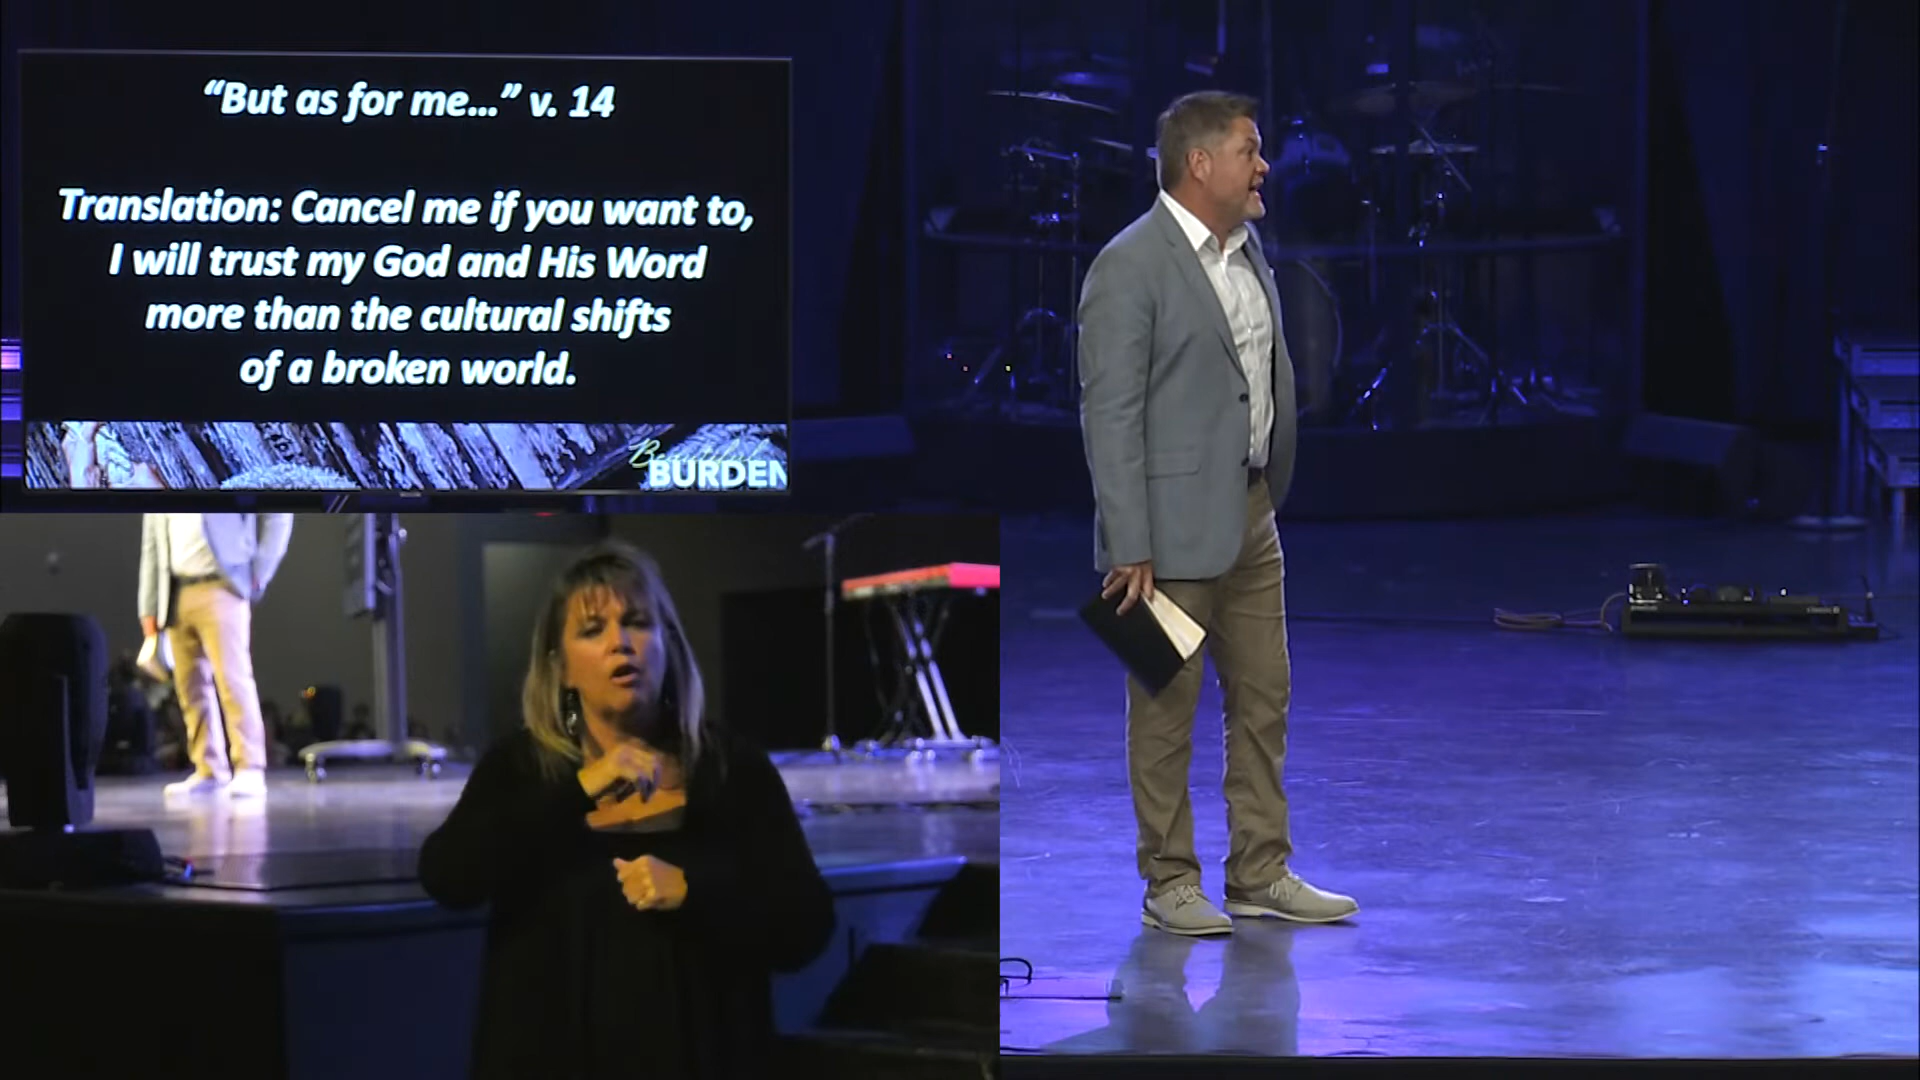 “But as for me...” v. 14
Translation: Cancel me if you want to,
I will trust my God and His Word
more than the cultural shifts
of a broken world.
Beautiful
BURDEN